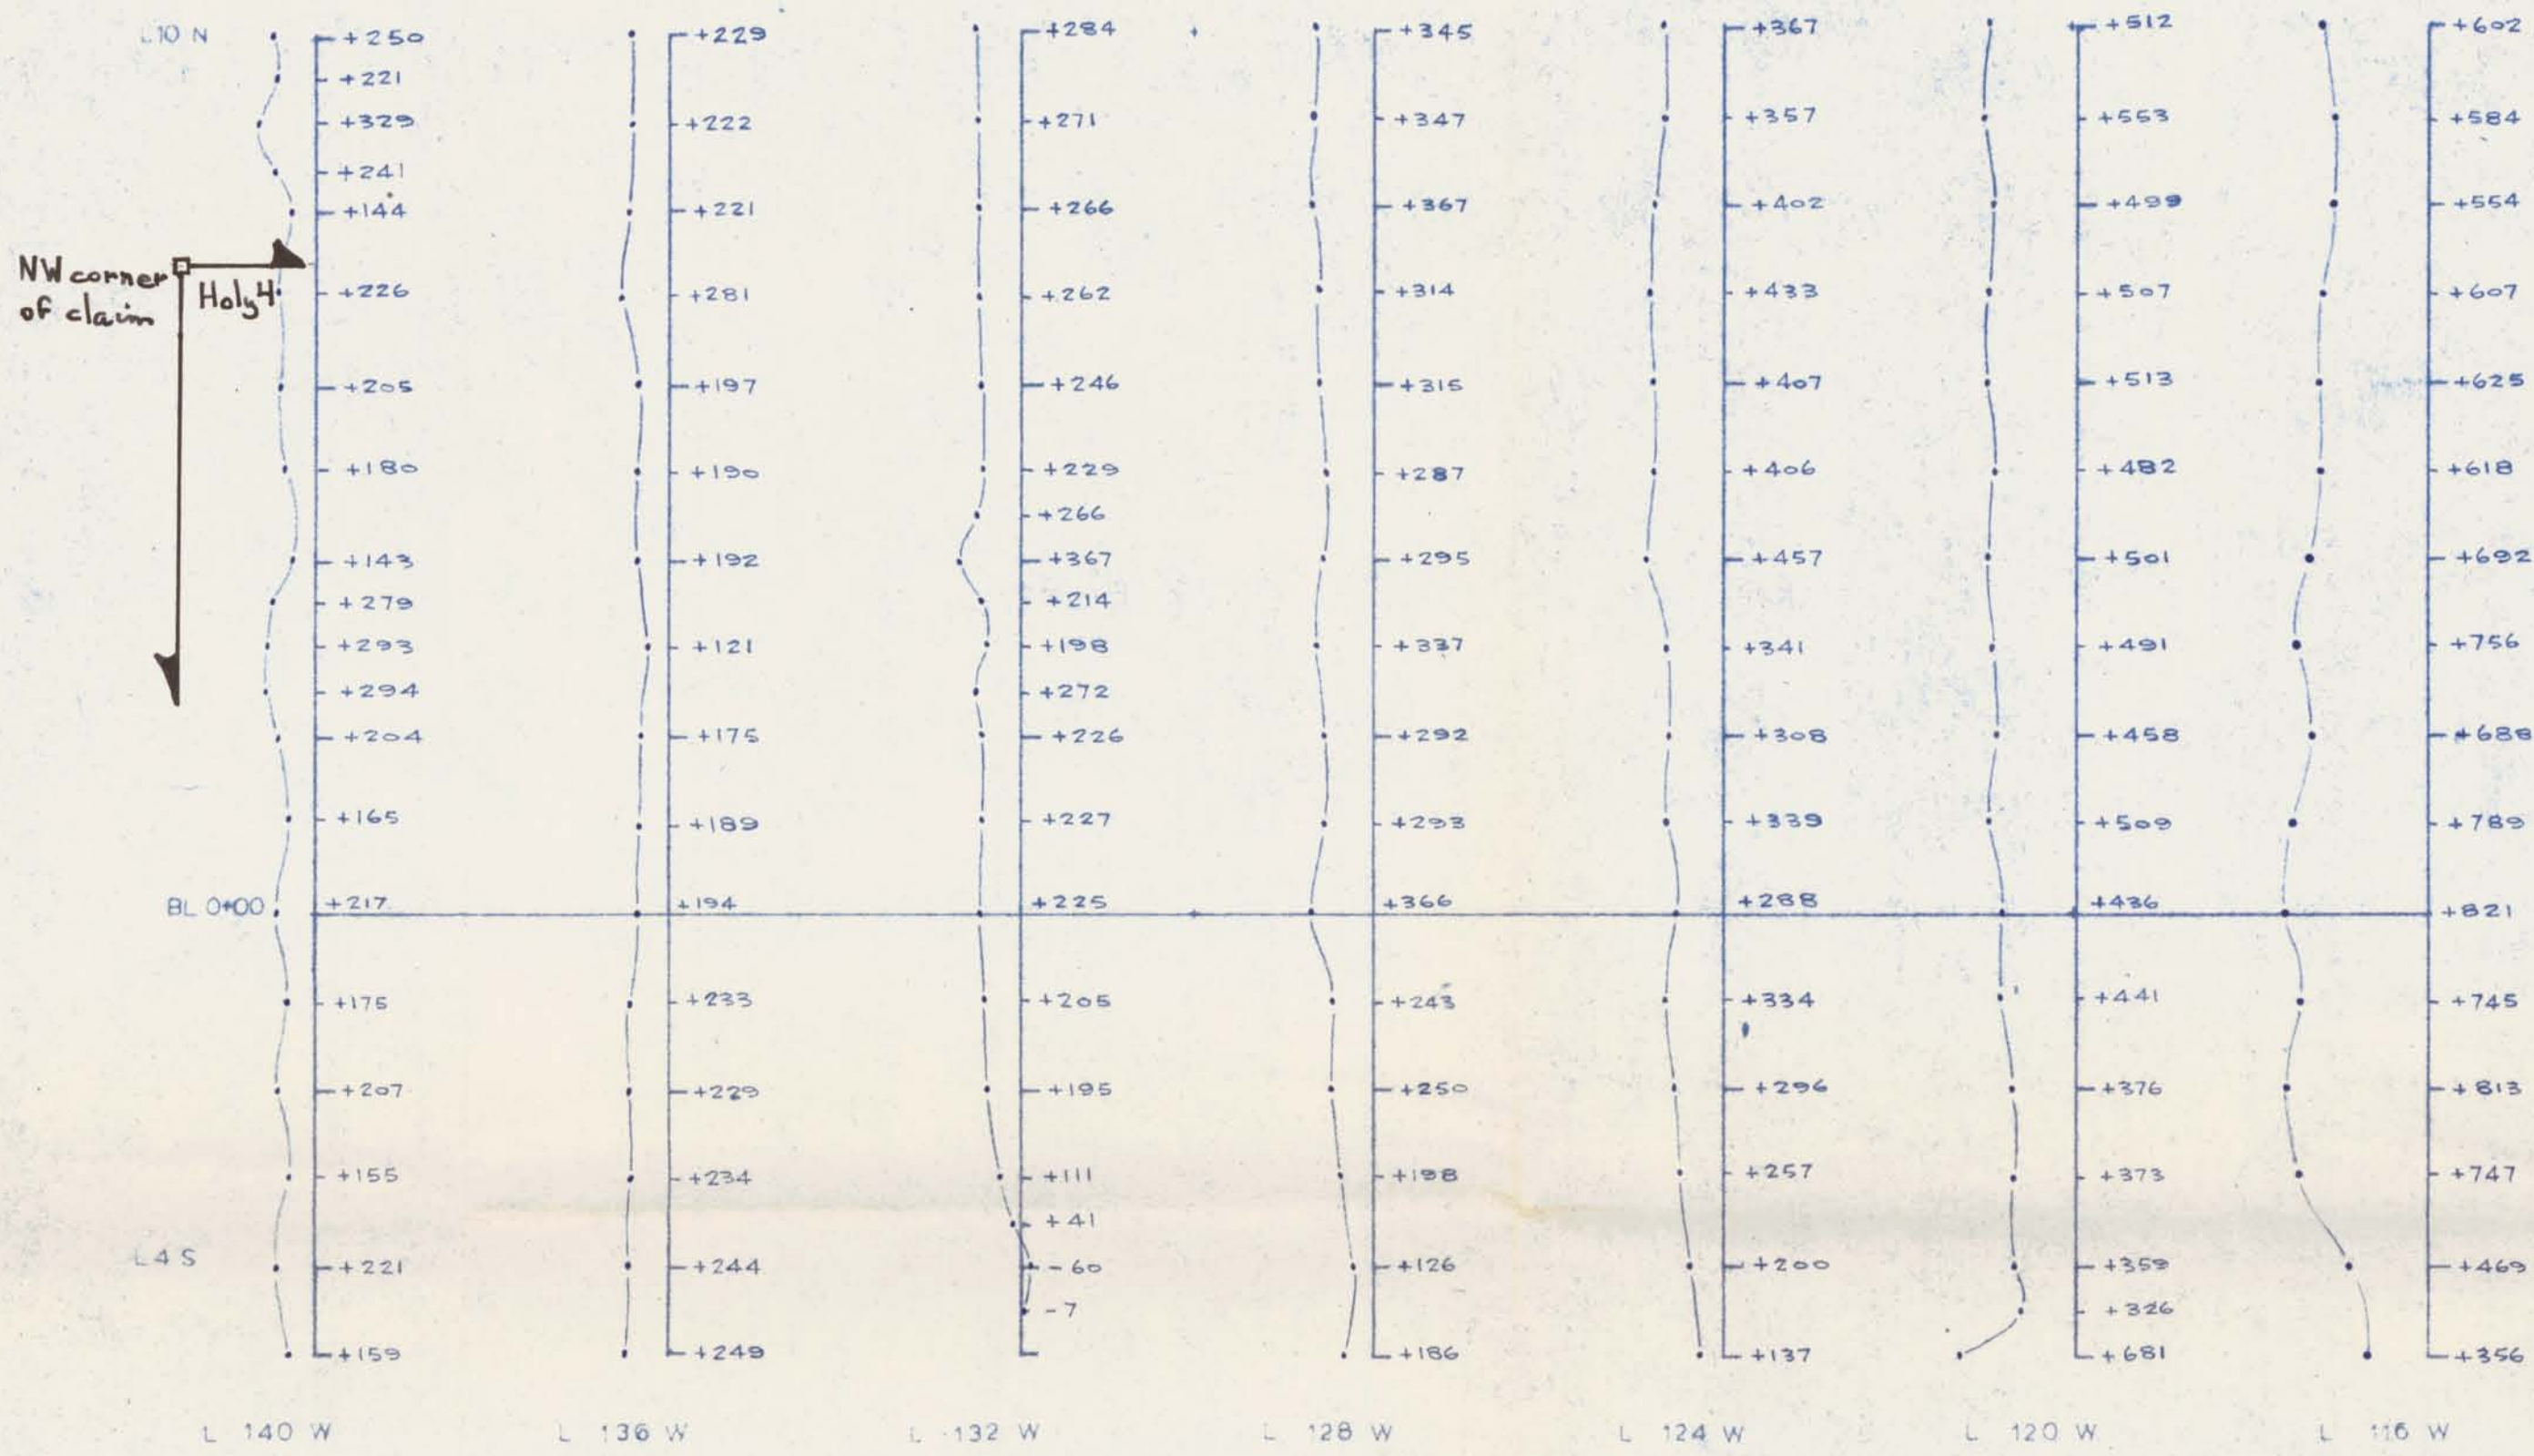 L10 N
+250 +229 +284 +345 +367 +512 +602
+221
+329 +222 +271 +347 +357 +553 +584
+241
+144 +221 +266 +367 +402 +499 +554
NW corner
of claim
Holy 4
+226 +281 +262 +314 +433 +507 +607
+205 +197 +246 +315 +407 +513 +625
+180 +190 +229 +287 +406 +482 +618
+266
+143 +192 +367 +295 +457 +501 +692
+279 +214
+293 +121 +198 +337 +341 +491 +756
+294 +272
+204 +175 +226 +292 +308 +458 +688
+165 +189 +227 +293 +339 +509 +789
BL 0+00 +217 +194 +225 +366 +288 +436 +821
+175 +233 +205 +243 +334 +441 +745
+207 +229 +195 +250 +296 +376 +813
+155 +234 +111 +198 +257 +373 +747
+41
L4 S +221 +244 -60 +126 +200 +359 +469
-7 +326
+159 +249 +186 +137 +681 +356
L 140 W L 136 W L 132 W L 128 W L 124 W L 120 W L 116 W